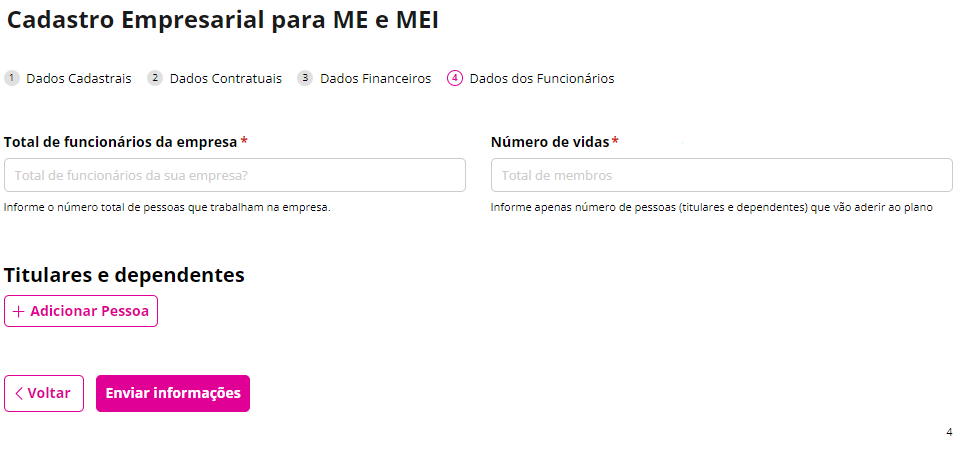 Cadastro Empresarial para ME e MEI
1 Dados Cadastrais 2 Dados Contratuais 3 Dados Financeiros 4 Dados dos Funcionários
Total de funcionários da empresa * Número de vidas *
Total de funcionários da sua empresa? Total de membros
Informe o número total de pessoas que trabalham na empresa. Informe apenas número de pessoas (titulares e dependentes) que vão aderir ao plano
Titulares e dependentes
+ Adicionar Pessoa
< Voltar Enviar informações
4